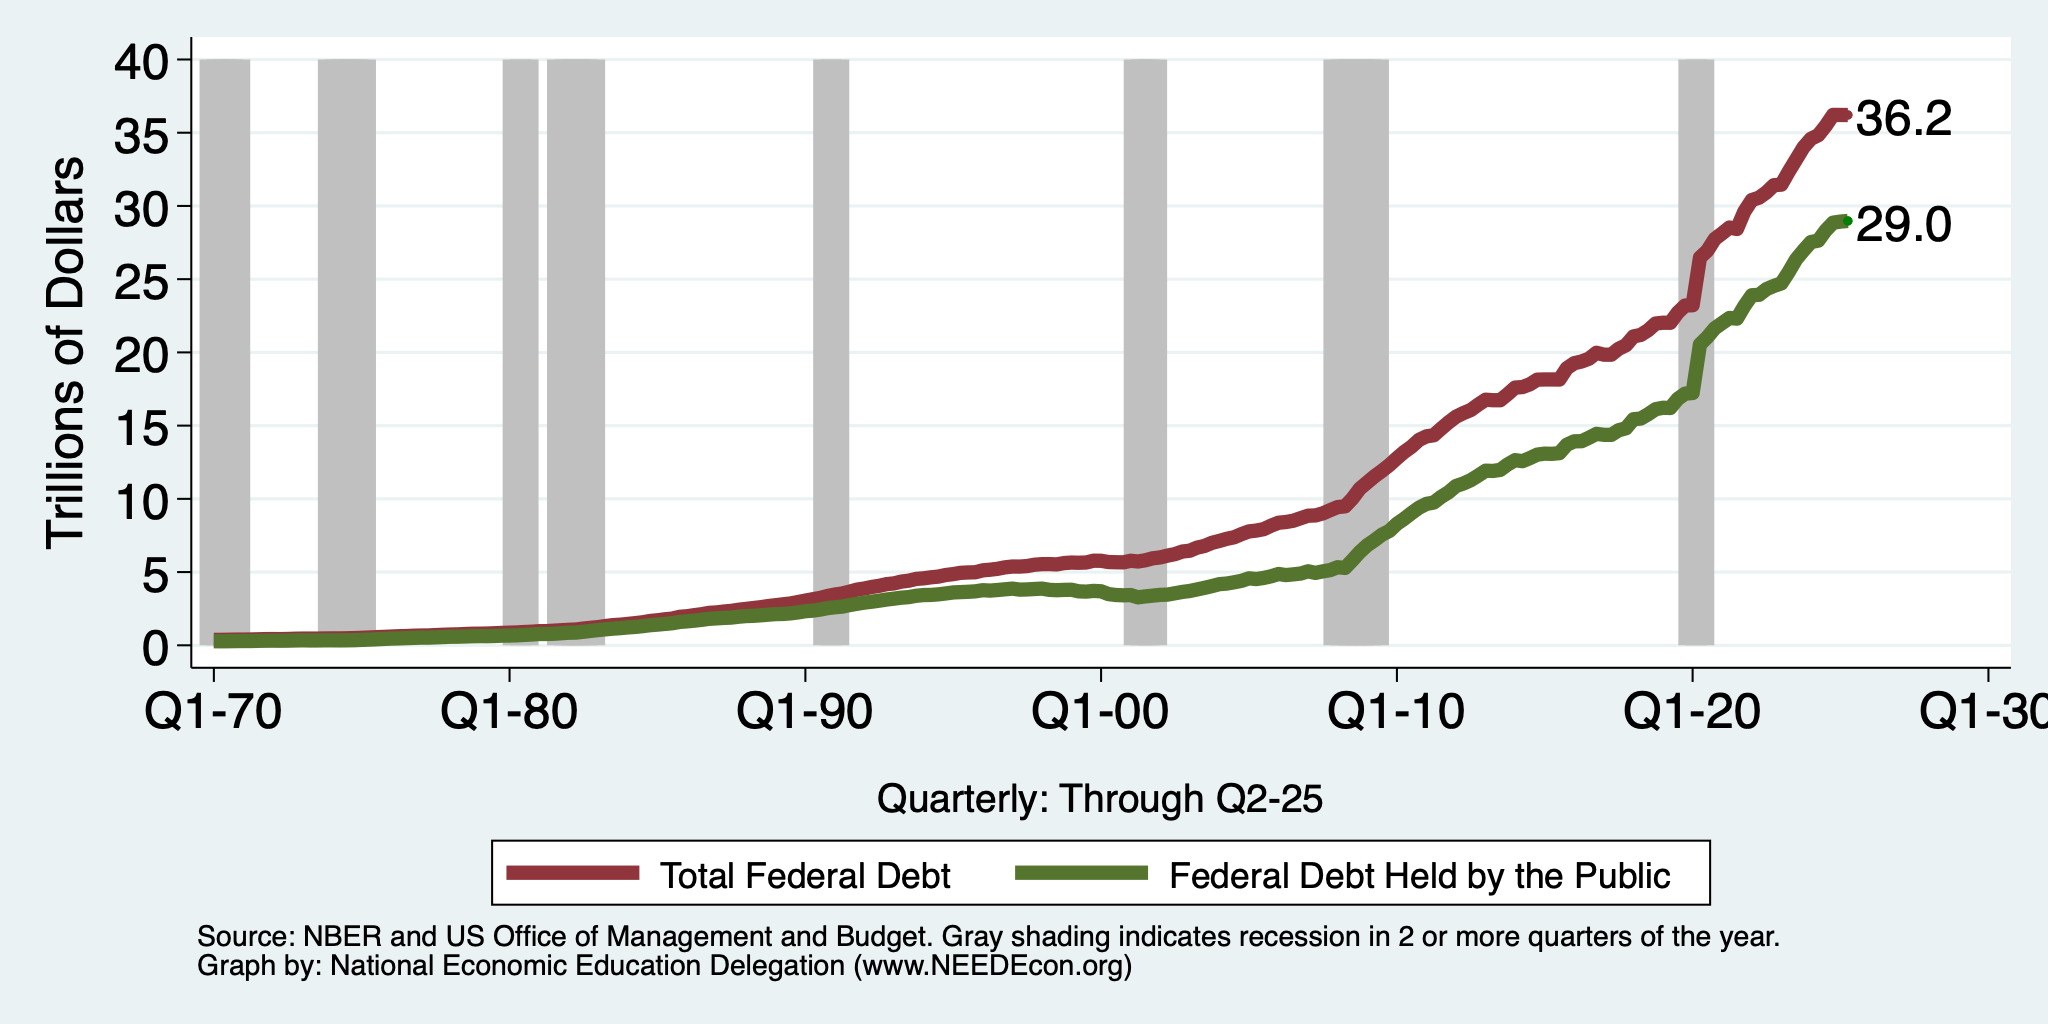 40
35
30
25
20
15
10
5
0
Trillions of Dollars
36.2
29.0
Q1-70 Q1-80 Q1-90 Q1-00 Q1-10 Q1-20 Q1-30
Quarterly: Through Q2-25
Total Federal Debt Federal Debt Held by the Public
Source: NBER and US Office of Management and Budget. Gray shading indicates recession in 2 or more quarters of the year.
Graph by: National Economic Education Delegation (www.NEEDEcon.org)